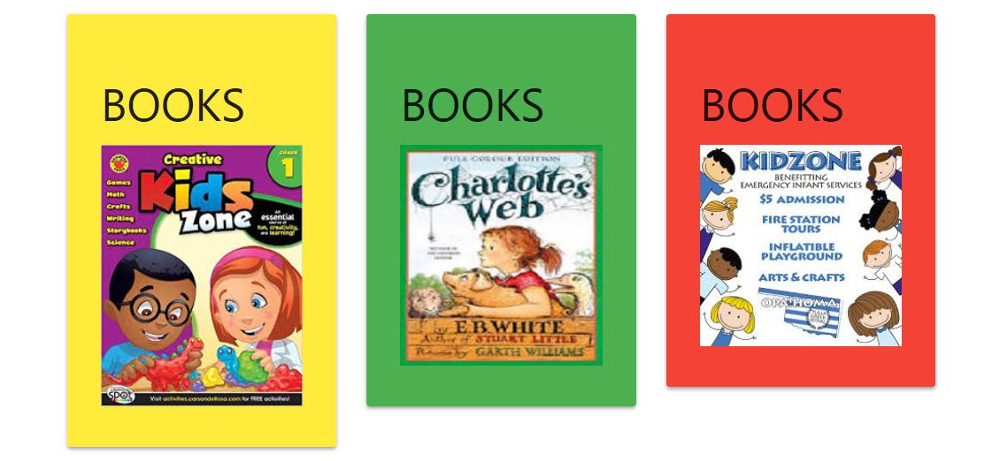 BOOKS
Creative
Kids
Zone
GRADE
1
Games
Math
Crafts
Writing
Storybooks
Science
An
essential
source of
fun, creativity,
and learning!
spot
Visit activities.carsondellosa.com for FREE activities!
BOOKS
FULL COLOUR EDITION
Charlotte's
Web
by E.B. WHITE
Author of STUART LITTLE
Pictures by GARTH WILLIAMS
BOOKS
KIDZONE
BENEFITTING
EMERGENCY INFANT SERVICES
$5 ADMISSION
FIRE STATION
TOURS
INFLATIBLE
PLAYGROUND
ARTS & CRAFTS
OPA!HOMA!